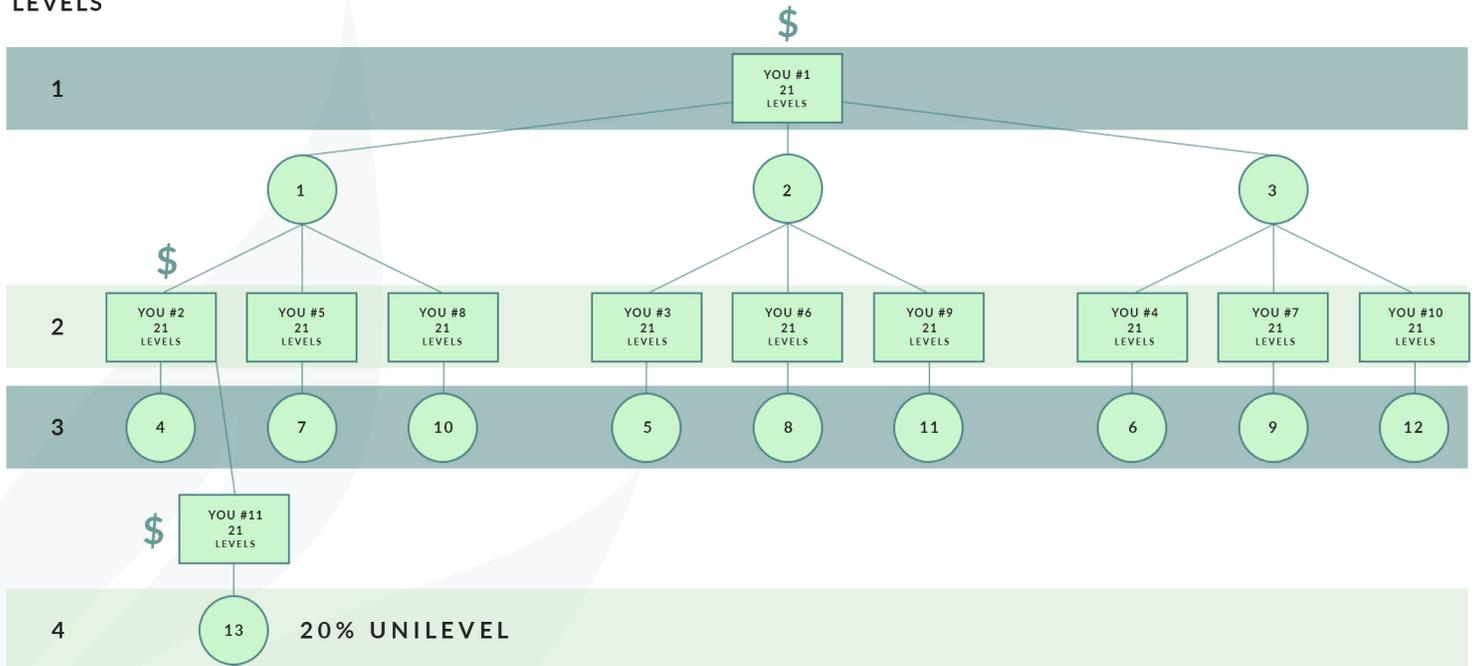 LEVELS
$
1
YOU #1
21
LEVELS
1
2
3
$
2
YOU #2
21
LEVELS
YOU #5
21
LEVELS
YOU #8
21
LEVELS
YOU #3
21
LEVELS
YOU #6
21
LEVELS
YOU #9
21
LEVELS
YOU #4
21
LEVELS
YOU #7
21
LEVELS
YOU #10
21
LEVELS
3
4
7
10
5
8
11
6
9
12
$
YOU #11
21
LEVELS
4
13
20% UNILEVEL